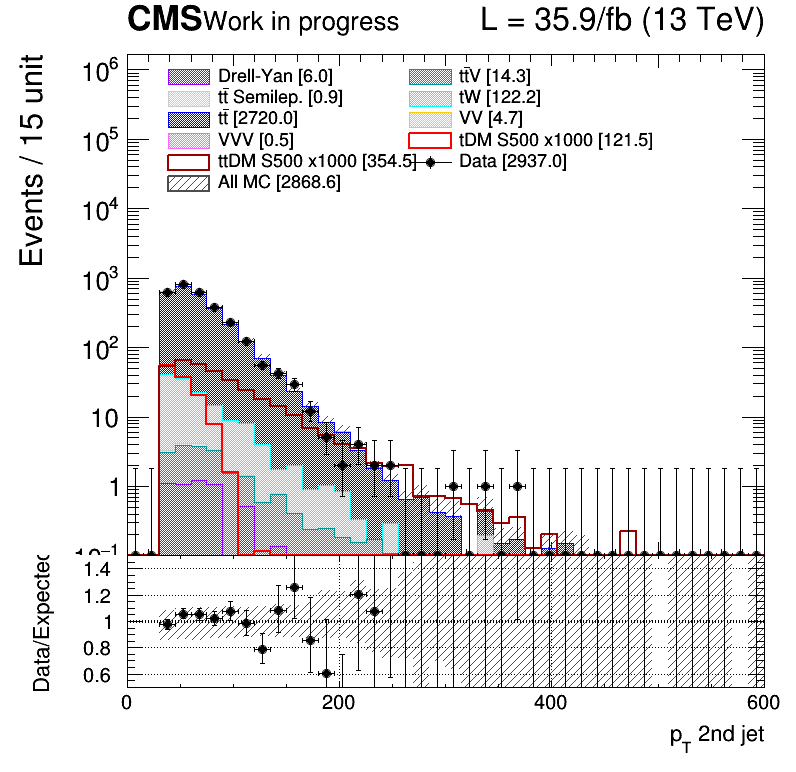 CMS Work in progress L = 35.9/fb (13 TeV)
Events / 15 unit
10⁶
10⁵
10⁴
10³
10²
10
1
10⁻¹
Drell-Yan [6.0]
tt̄V [14.3]
tt̄ Semilep. [0.9]
tW [122.2]
tt̄ [2720.0]
VV [4.7]
VVV [0.5]
tDM S500 x1000 [121.5]
ttDM S500 x1000 [354.5]
Data [2937.0]
All MC [2868.6]
Data/Expected
1.4
1.2
1
0.8
0.6
0 200 400 600
p_T 2nd jet